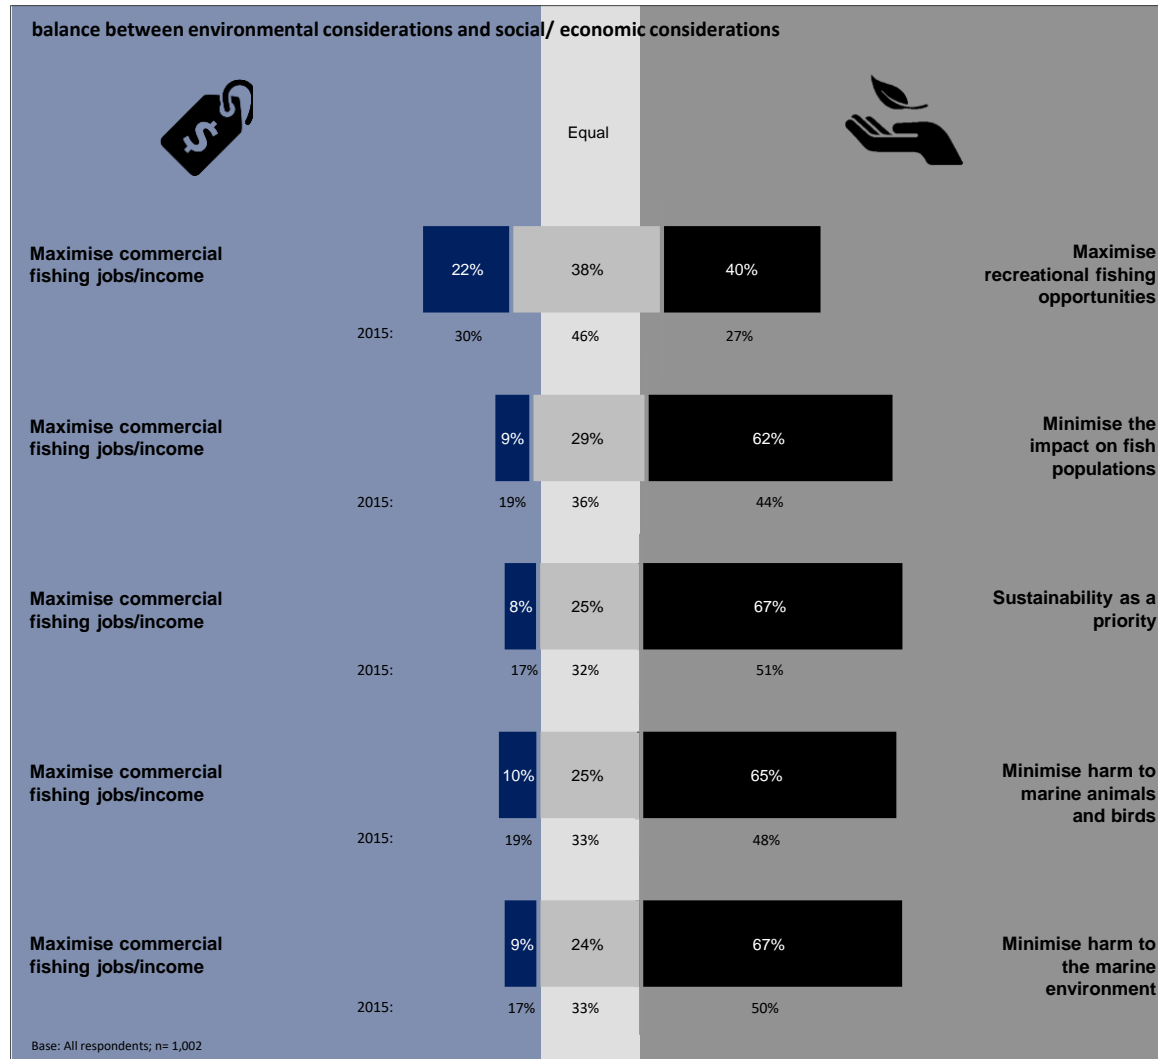 balance between environmental considerations and social/ economic considerations
$
Equal
Maximise commercial
fishing jobs/income
22%
38%
40%
Maximise
recreational fishing
opportunities
2015:
30%
46%
27%
Maximise commercial
fishing jobs/income
9%
29%
62%
Minimise the
impact on fish
populations
2015:
19%
36%
44%
Maximise commercial
fishing jobs/income
8%
25%
67%
Sustainability as a
priority
2015:
17%
32%
51%
Maximise commercial
fishing jobs/income
10%
25%
65%
Minimise harm to
marine animals
and birds
2015:
19%
33%
48%
Maximise commercial
fishing jobs/income
9%
24%
67%
Minimise harm to
the marine
environment
2015:
17%
33%
50%
Base: All respondents; n= 1,002